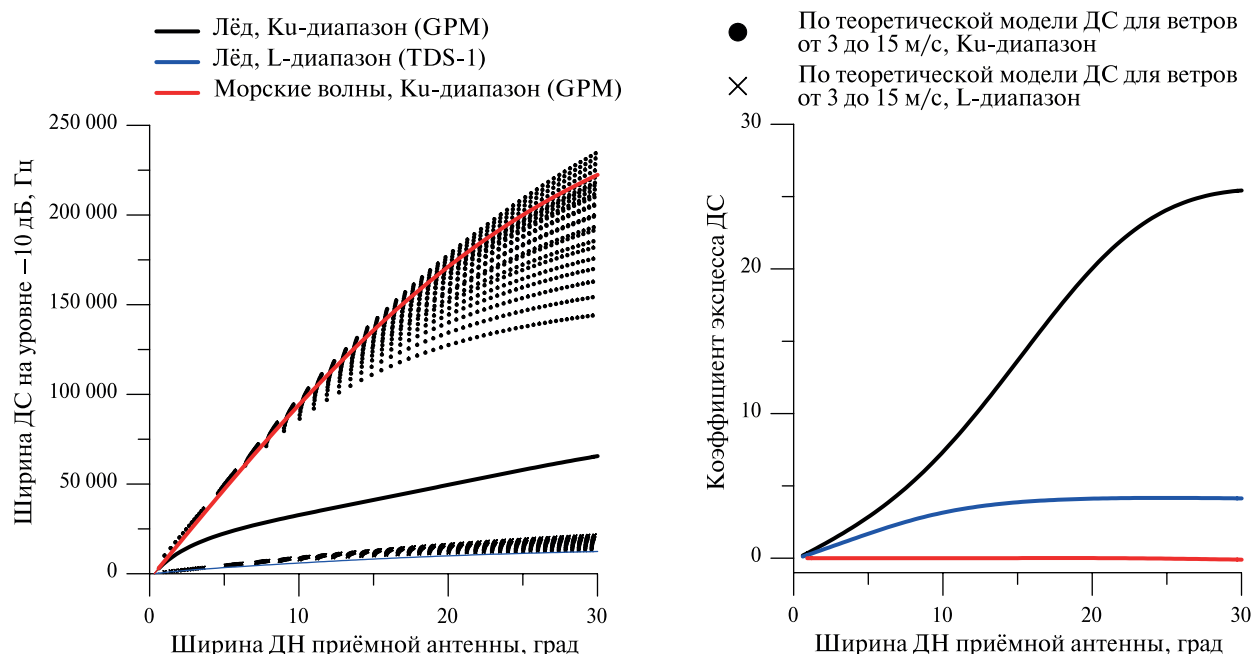 Лёд, Ku-диапазон (GPM)
Лёд, L-диапазон (TDS-1)
Морские волны, Ku-диапазон (GPM)
По теоретической модели ДС для ветров
от 3 до 15 м/с, Ku-диапазон
По теоретической модели ДС для ветров
от 3 до 15 м/с, L-диапазон
Ширина ДС на уровне −10 дБ, Гц
250 000
200 000
150 000
100 000
50 000
0
0
10
20
30
Ширина ДН приёмной антенны, град
Коэффициент эксцесса ДС
30
20
10
0
0
10
20
30
Ширина ДН приёмной антенны, град